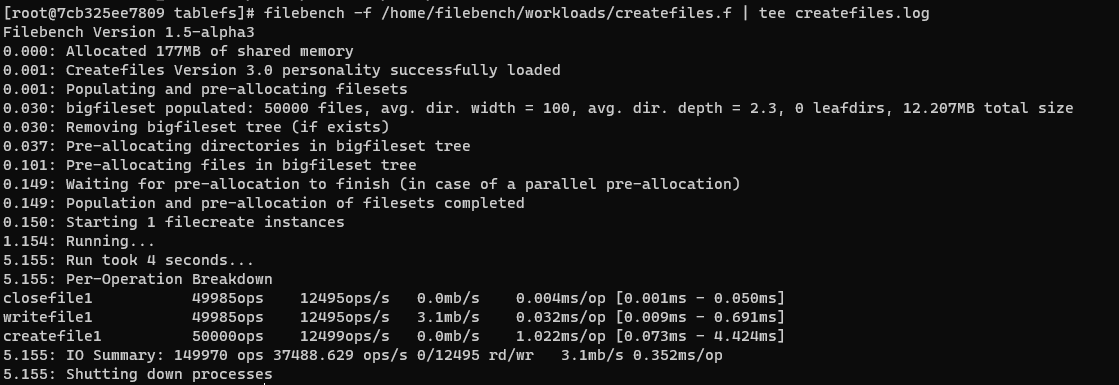 [root@7cb325ee7809 tablefs]# filebench -f /home/filebench/workloads/createfiles.f | tee createfiles.log
Filebench Version 1.5-alpha3
0.000: Allocated 177MB of shared memory
0.001: Createfiles Version 3.0 personality successfully loaded
0.001: Populating and pre-allocating filesets
0.030: bigfileset populated: 50000 files, avg. dir. width = 100, avg. dir. depth = 2.3, 0 leafdirs, 12.207MB total size
0.030: Removing bigfileset tree (if exists)
0.037: Pre-allocating directories in bigfileset tree
0.101: Pre-allocating files in bigfileset tree
0.149: Waiting for pre-allocation to finish (in case of a parallel pre-allocation)
0.149: Population and pre-allocation of filesets completed
0.150: Starting 1 filecreate instances
1.154: Running...
5.155: Run took 4 seconds...
5.155: Per-Operation Breakdown
closefile1           49985ops    12495ops/s   0.0mb/s    0.004ms/op [0.001ms - 0.050ms]
writefile1           49985ops    12495ops/s   3.1mb/s    0.032ms/op [0.009ms - 0.691ms]
createfile1          50000ops    12499ops/s   0.0mb/s    1.022ms/op [0.073ms - 4.424ms]
5.155: IO Summary: 149970 ops 37488.629 ops/s 0/12495 rd/wr   3.1mb/s 0.352ms/op
5.155: Shutting down processes